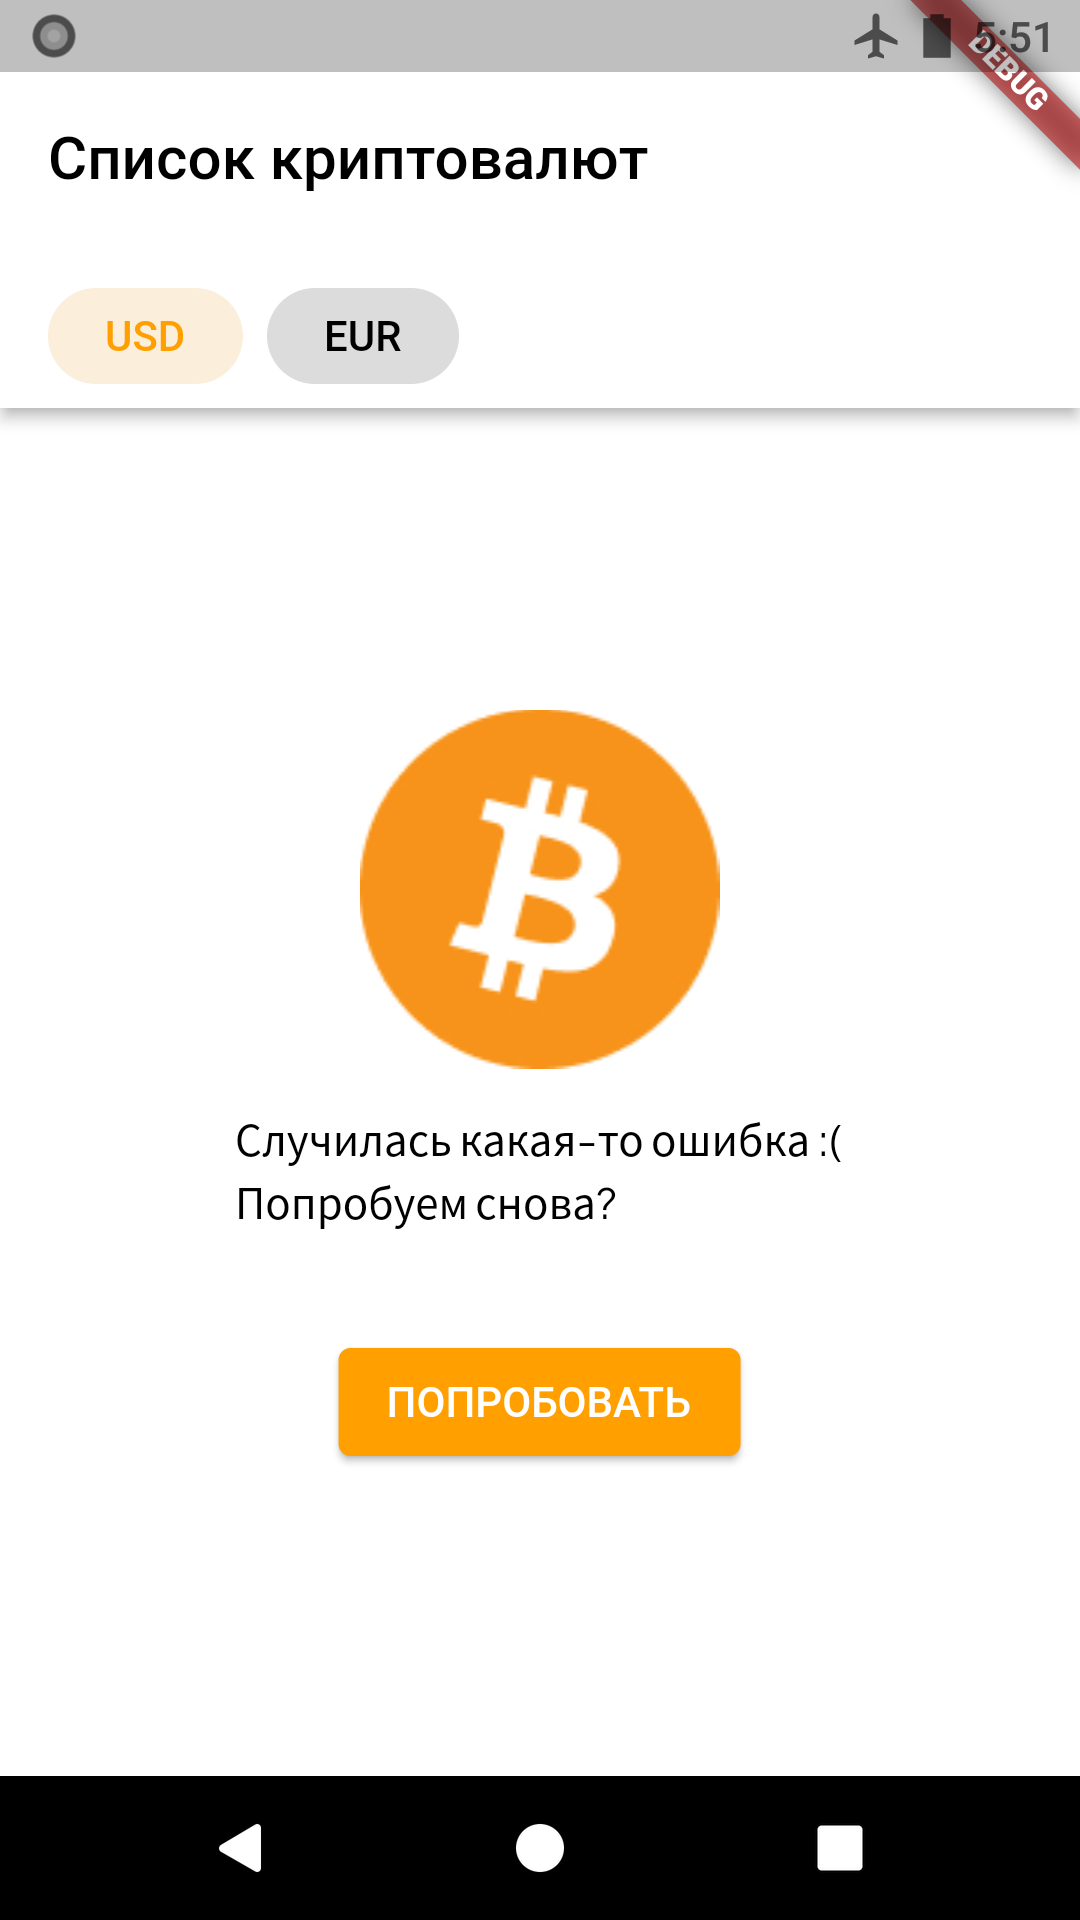 5:51
DEBUG
Список криптовалют
USD
EUR
Случилась какая-то ошибка :(
Попробуем снова?
ПОПРОБОВАТЬ